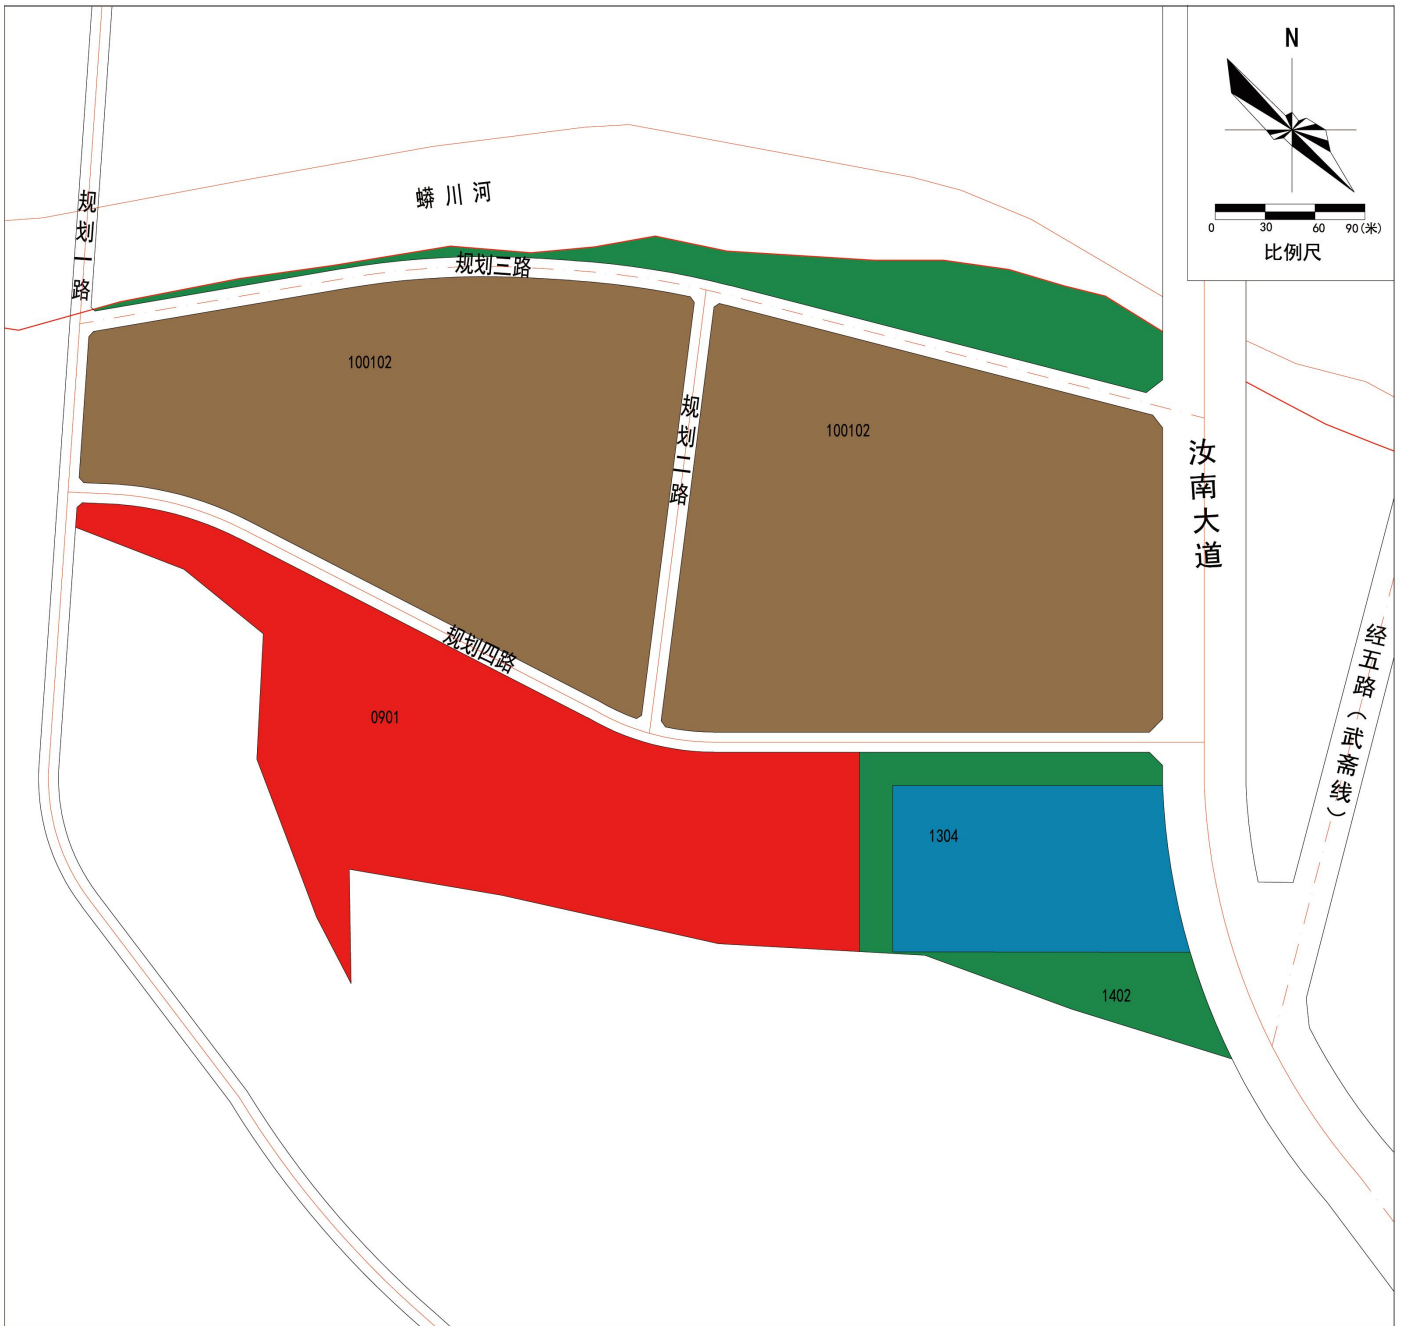 N
0 30 60 90(米)
比例尺
蟒川河
规划一路
规划三路
100102
100102
规划二路
汝南大道
规划四路
经五路（武斋线）
0901
1304
1402